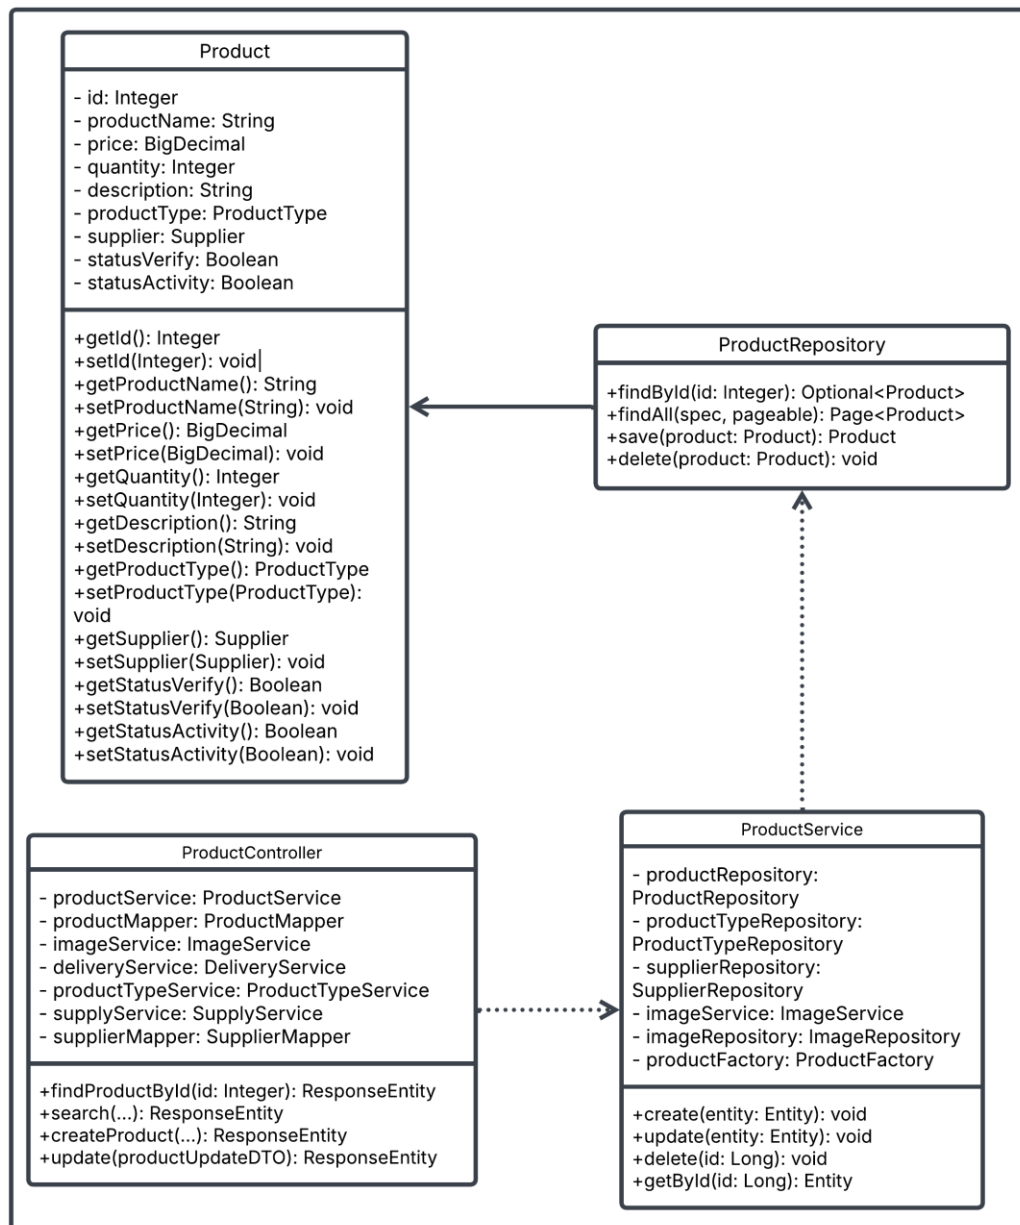 Product
- id: Integer
- productName: String
- price: BigDecimal
- quantity: Integer
- description: String
- productType: ProductType
- supplier: Supplier
- statusVerify: Boolean
- statusActivity: Boolean
+getId(): Integer
+setId(Integer): void
+getProductName(): String
+setProductName(String): void
+getPrice(): BigDecimal
+setPrice(BigDecimal): void
+getQuantity(): Integer
+setQuantity(Integer): void
+getDescription(): String
+setDescription(String): void
+getProductType(): ProductType
+setProductType(ProductType):
void
+getSupplier(): Supplier
+setSupplier(Supplier): void
+getStatusVerify(): Boolean
+setStatusVerify(Boolean): void
+getStatusActivity(): Boolean
+setStatusActivity(Boolean): void
ProductRepository
+findById(id: Integer): Optional<Product>
+findAll(spec, pageable): Page<Product>
+save(product: Product): Product
+delete(product: Product): void
ProductController
- productService: ProductService
- productMapper: ProductMapper
- imageService: ImageService
- deliveryService: DeliveryService
- productTypeService: ProductTypeService
- supplyService: SupplyService
- supplierMapper: SupplierMapper
+findProductById(id: Integer): ResponseEntity
+search(...): ResponseEntity
+createProduct(...): ResponseEntity
+update(productUpdateDTO): ResponseEntity
ProductService
- productRepository:
ProductRepository
- productTypeRepository:
ProductTypeRepository
- supplierRepository:
SupplierRepository
- imageService: ImageService
- imageRepository: ImageRepository
- productFactory: ProductFactory
+create(entity: Entity): void
+update(entity: Entity): void
+delete(id: Long): void
+getById(id: Long): Entity